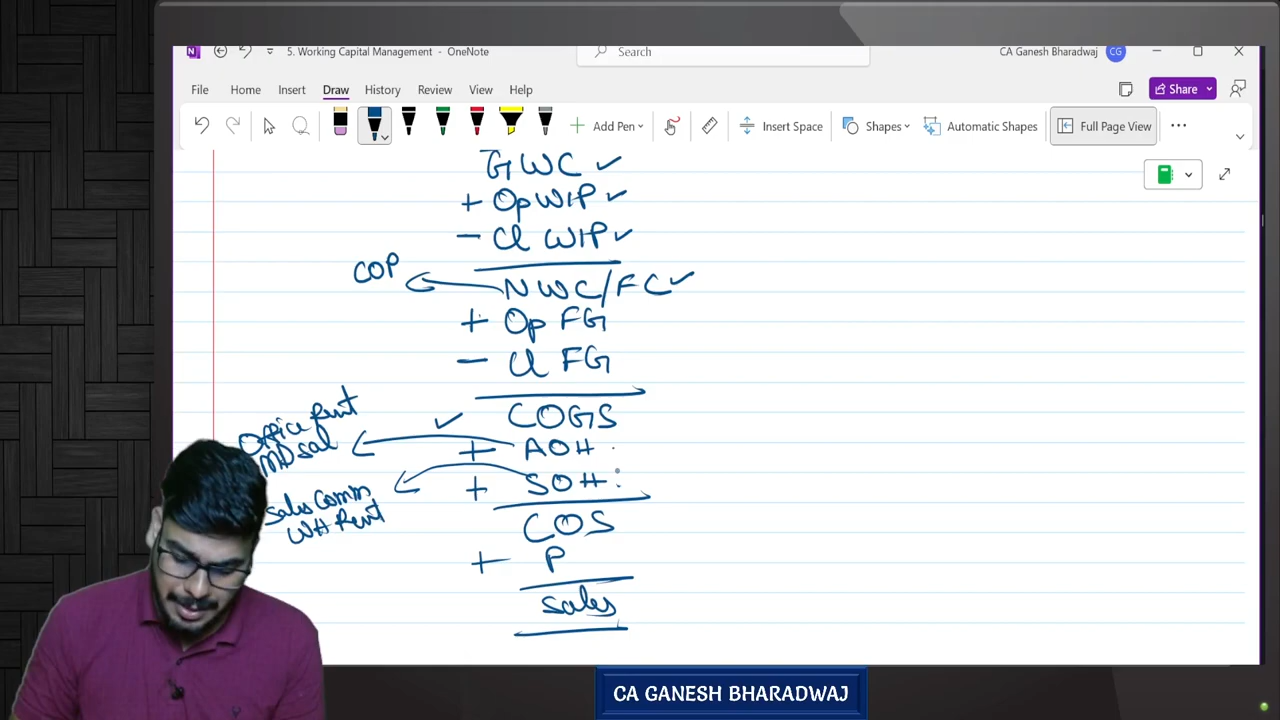 5. Working Capital Management - OneNote
Search
CA Ganesh Bharadwaj
CG
File Home Insert Draw History Review View Help
Share
Add Pen
Insert Space
Shapes
Automatic Shapes
Full Page View
GWC ✓
+ Op WIP ✓
- Cl WIP ✓
COP
NWC/FC ✓
+ Op FG
- Cl FG
COGS
Office Rent
MD sal
+ AOH
Sales Comm
WH Rent
+ SOH
COS
+ P
Sales
CA GANESH BHARADWAJ